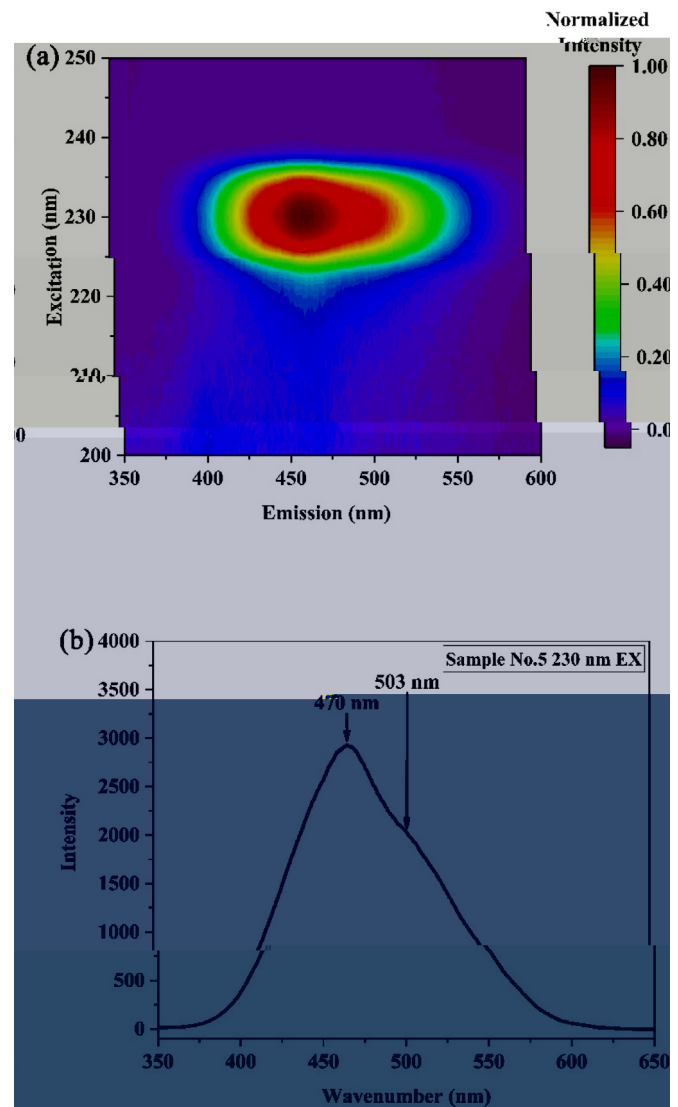 Normalized
Intensity
(a)
250
240
230
220
210
200
Excitation (nm)
350 400 450 500 550 600
Emission (nm)
1.00
0.80
0.60
0.40
0.20
0.0
(b)
4000
3500
3000
2500
2000
1500
1000
500
0
Intensity
Sample No.5 230 nm EX
503 nm
470 nm
350 400 450 500 550 600 650
Wavenumber (nm)